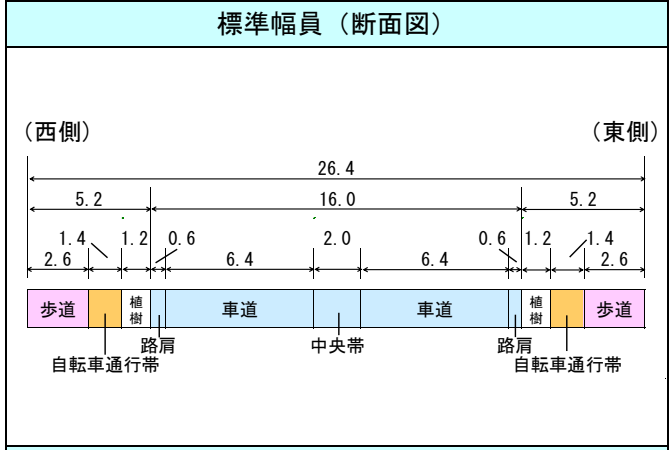 標準幅員（断面図）
（西側） （東側）
26.4
5.2 16.0 5.2
1.4 1.2 0.6 2.0 0.6 1.2 1.4
2.6 6.4 6.4 2.6
歩道 植樹 車道 車道 植樹 歩道
路肩 中央帯 路肩
自転車通行帯 自転車通行帯